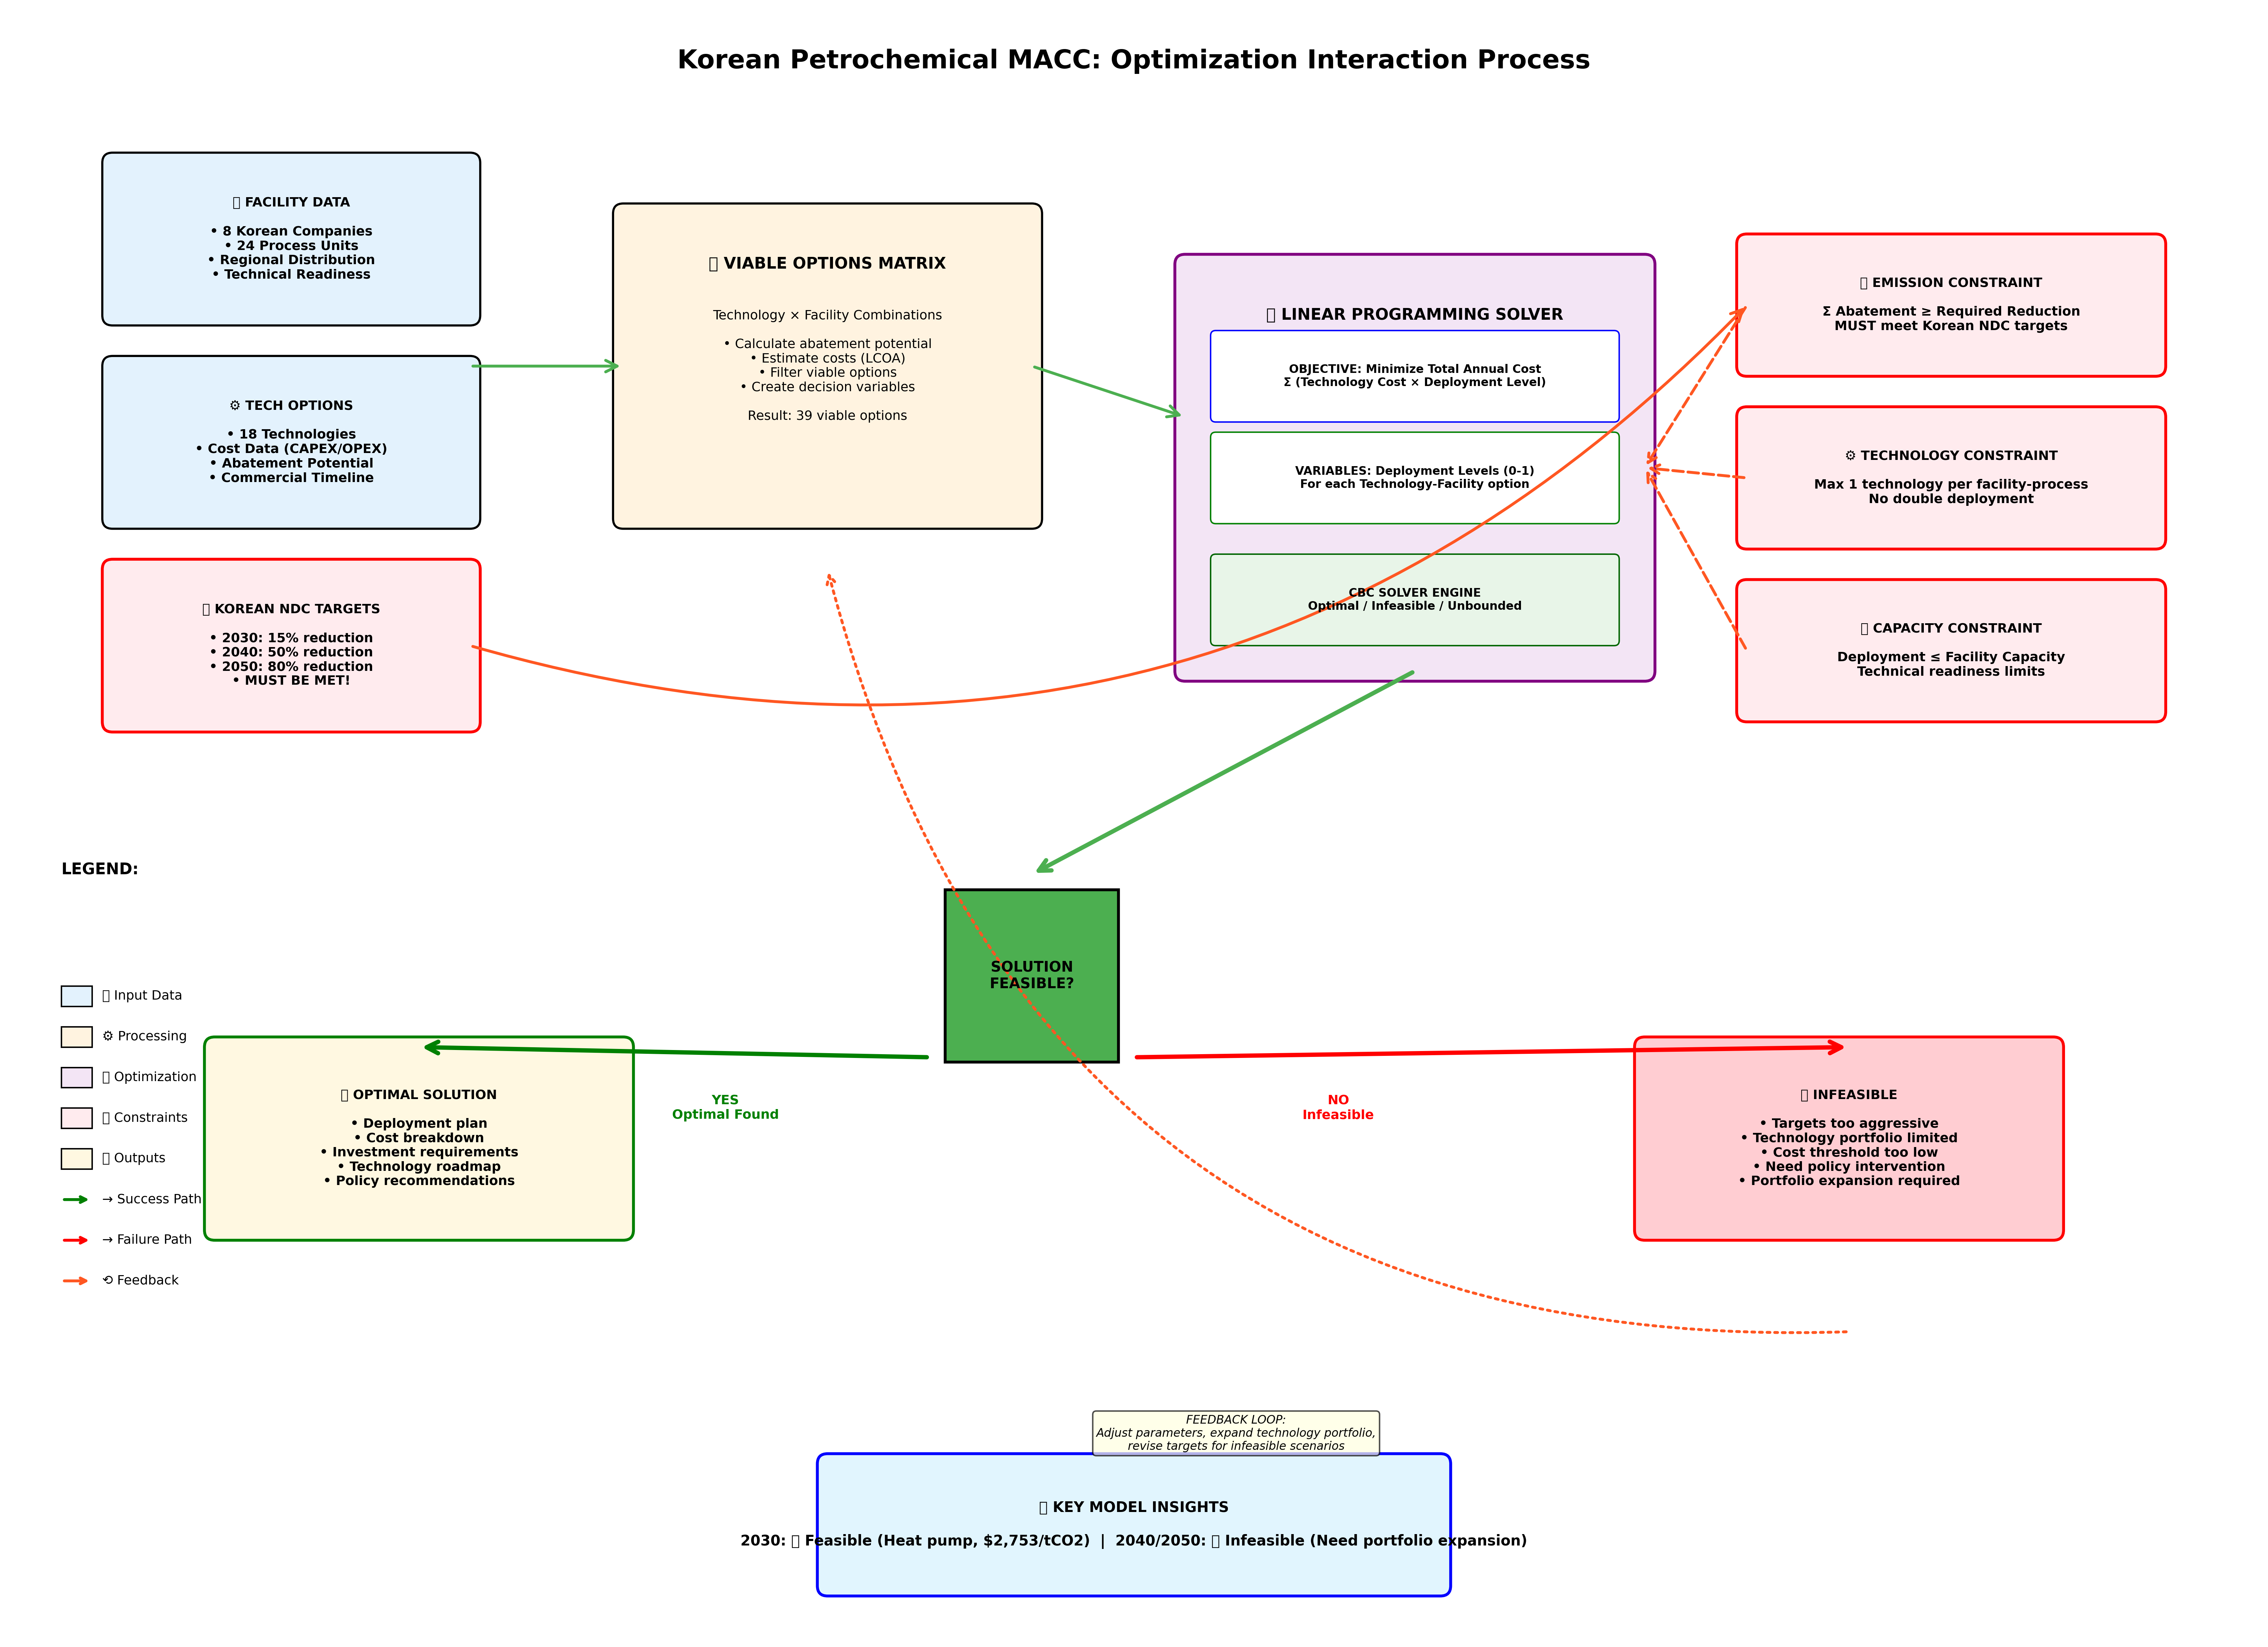 Korean Petrochemical MACC: Optimization Interaction Process
▯ FACILITY DATA
• 8 Korean Companies
• 24 Process Units
• Regional Distribution
• Technical Readiness
⚙ TECH OPTIONS
• 18 Technologies
• Cost Data (CAPEX/OPEX)
• Abatement Potential
• Commercial Timeline
▯ KOREAN NDC TARGETS
• 2030: 15% reduction
• 2040: 50% reduction
• 2050: 80% reduction
• MUST BE MET!
▯ VIABLE OPTIONS MATRIX
Technology × Facility Combinations
• Calculate abatement potential
• Estimate costs (LCOA)
• Filter viable options
• Create decision variables
Result: 39 viable options
▯ LINEAR PROGRAMMING SOLVER
OBJECTIVE: Minimize Total Annual Cost
Σ (Technology Cost × Deployment Level)
VARIABLES: Deployment Levels (0-1)
For each Technology-Facility option
CBC SOLVER ENGINE
Optimal / Infeasible / Unbounded
▯ EMISSION CONSTRAINT
Σ Abatement ≥ Required Reduction
MUST meet Korean NDC targets
⚙ TECHNOLOGY CONSTRAINT
Max 1 technology per facility-process
No double deployment
▯ CAPACITY CONSTRAINT
Deployment ≤ Facility Capacity
Technical readiness limits
SOLUTION
FEASIBLE?
LEGEND:
▯ Input Data
⚙ Processing
▯ Optimization
▯ Constraints
▯ Outputs
→ Success Path
→ Failure Path
⟲ Feedback
▯ OPTIMAL SOLUTION
• Deployment plan
• Cost breakdown
• Investment requirements
• Technology roadmap
• Policy recommendations
YES
Optimal Found
NO
Infeasible
▯ INFEASIBLE
• Targets too aggressive
• Technology portfolio limited
• Cost threshold too low
• Need policy intervention
• Portfolio expansion required
FEEDBACK LOOP:
Adjust parameters, expand technology portfolio,
revise targets for infeasible scenarios
▯ KEY MODEL INSIGHTS
2030: ▯ Feasible (Heat pump, $2,753/tCO2) | 2040/2050: ▯ Infeasible (Need portfolio expansion)